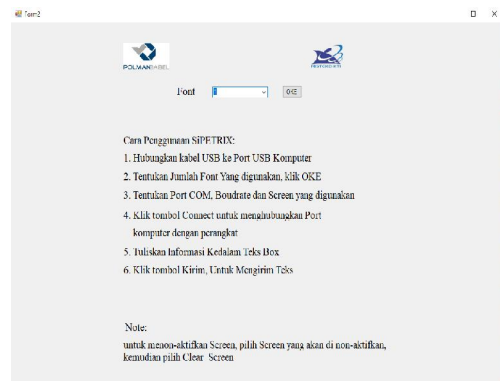 Form2
POLMAN BABEL
Font
OKE
Cara Penggunaan SiPETRIX:
1. Hubungkan kabel USB ke Port USB Komputer
2. Tentukan Jumlah Font Yang digunakan, klik OKE
3. Tentukan Port COM, Boudrate dan Screen yang digunakan
4. Klik tombol Connect untuk menghubungkan Port
komputer dengan perangkat
5. Tuliskan Informasi Kedalam Teks Box
6. Klik tombol Kirim, Untuk Mengirim Teks
Note:
untuk menon-aktifkan Screen, pilih Screen yang akan di non-aktifkan,
kemudian pilih Clear Screen